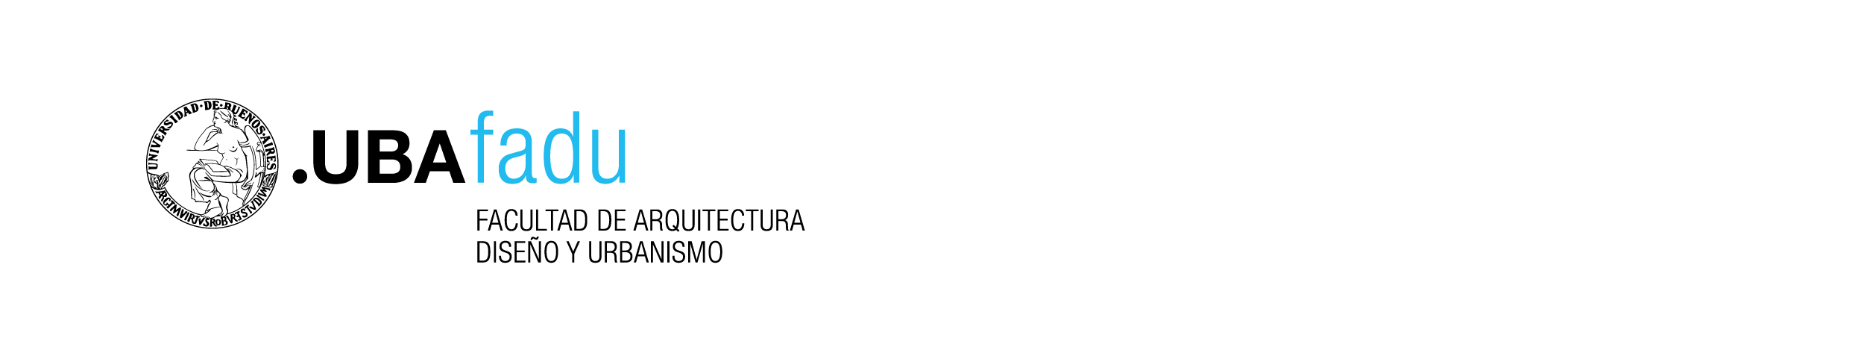 UNIVERSIDAD·DE·BUENOS·AIRES
.UBAfadu
FACULTAD DE ARQUITECTURA
DISEÑO Y URBANISMO